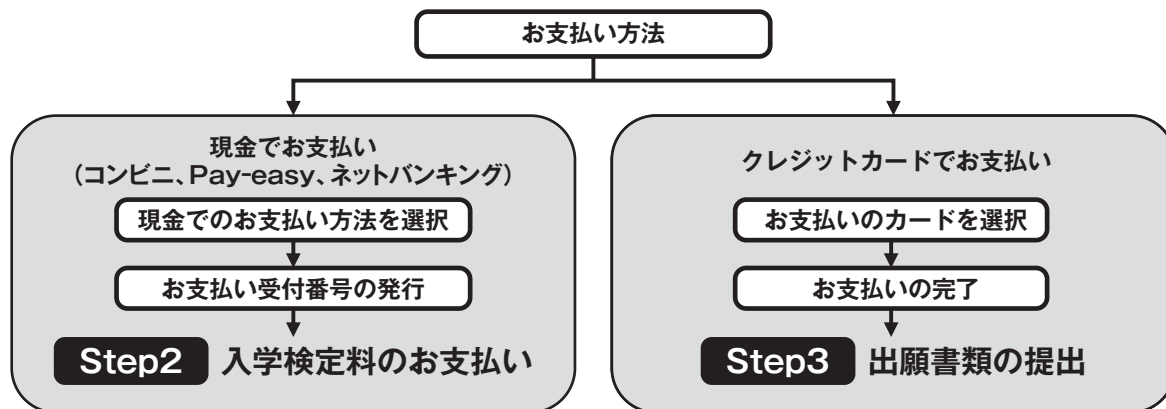 お支払い方法
現金でお支払い
（コンビニ、Pay-easy、ネットバンキング）
現金でのお支払い方法を選択
お支払い受付番号の発行
Step2 入学検定料のお支払い
クレジットカードでお支払い
お支払いのカードを選択
お支払いの完了
Step3 出願書類の提出